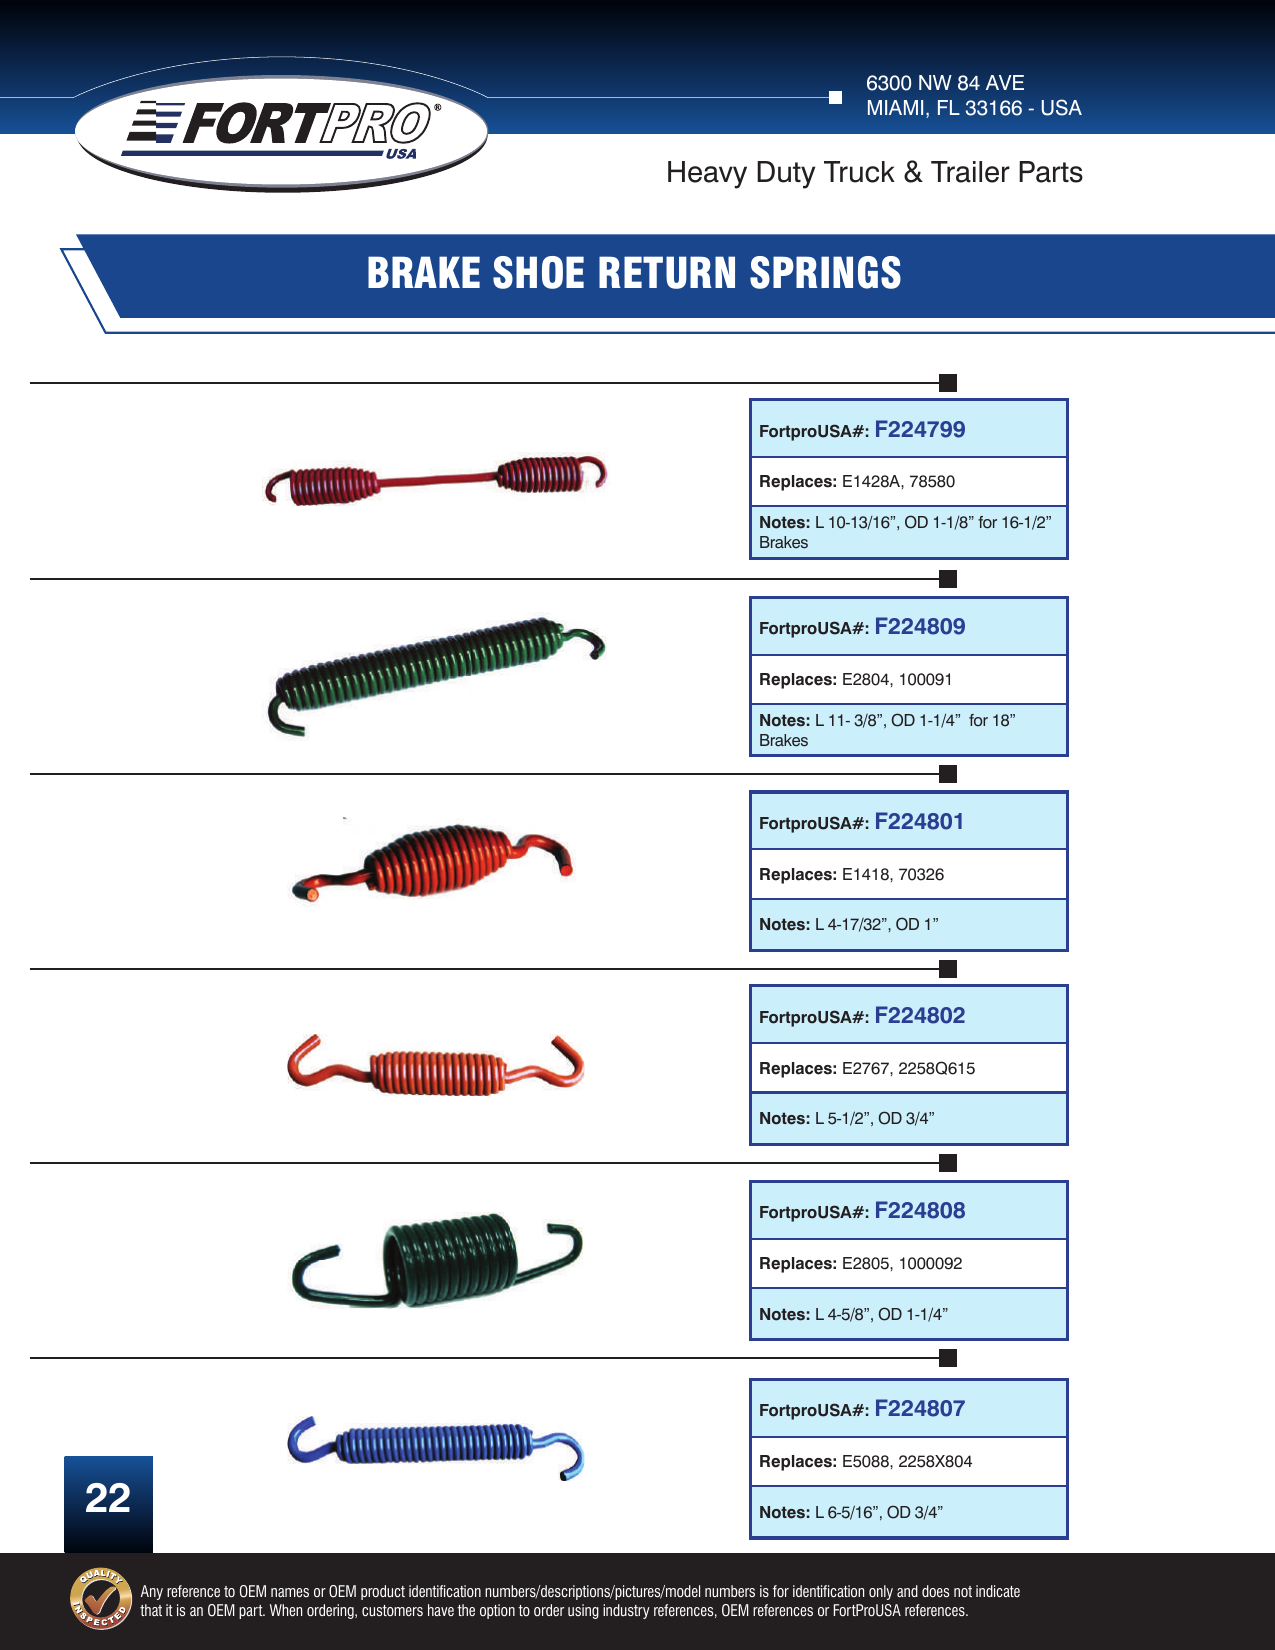 FORTPRO®
USA
6300 NW 84 AVE
MIAMI, FL 33166 - USA
Heavy Duty Truck & Trailer Parts
BRAKE SHOE RETURN SPRINGS
FortproUSA#: F224799
Replaces: E1428A, 78580
Notes: L 10-13/16”, OD 1-1/8” for 16-1/2”
Brakes
FortproUSA#: F224809
Replaces: E2804, 100091
Notes: L 11- 3/8”, OD 1-1/4”  for 18”
Brakes
FortproUSA#: F224801
Replaces: E1418, 70326
Notes: L 4-17/32”, OD 1”
FortproUSA#: F224802
Replaces: E2767, 2258Q615
Notes: L 5-1/2”, OD 3/4”
FortproUSA#: F224808
Replaces: E2805, 1000092
Notes: L 4-5/8”, OD 1-1/4”
FortproUSA#: F224807
Replaces: E5088, 2258X804
Notes: L 6-5/16”, OD 3/4”
22
QUALITY
INSPECTED
Any reference to OEM names or OEM product identification numbers/descriptions/pictures/model numbers is for identification only and does not indicate
that it is an OEM part. When ordering, customers have the option to order using industry references, OEM references or FortProUSA references.